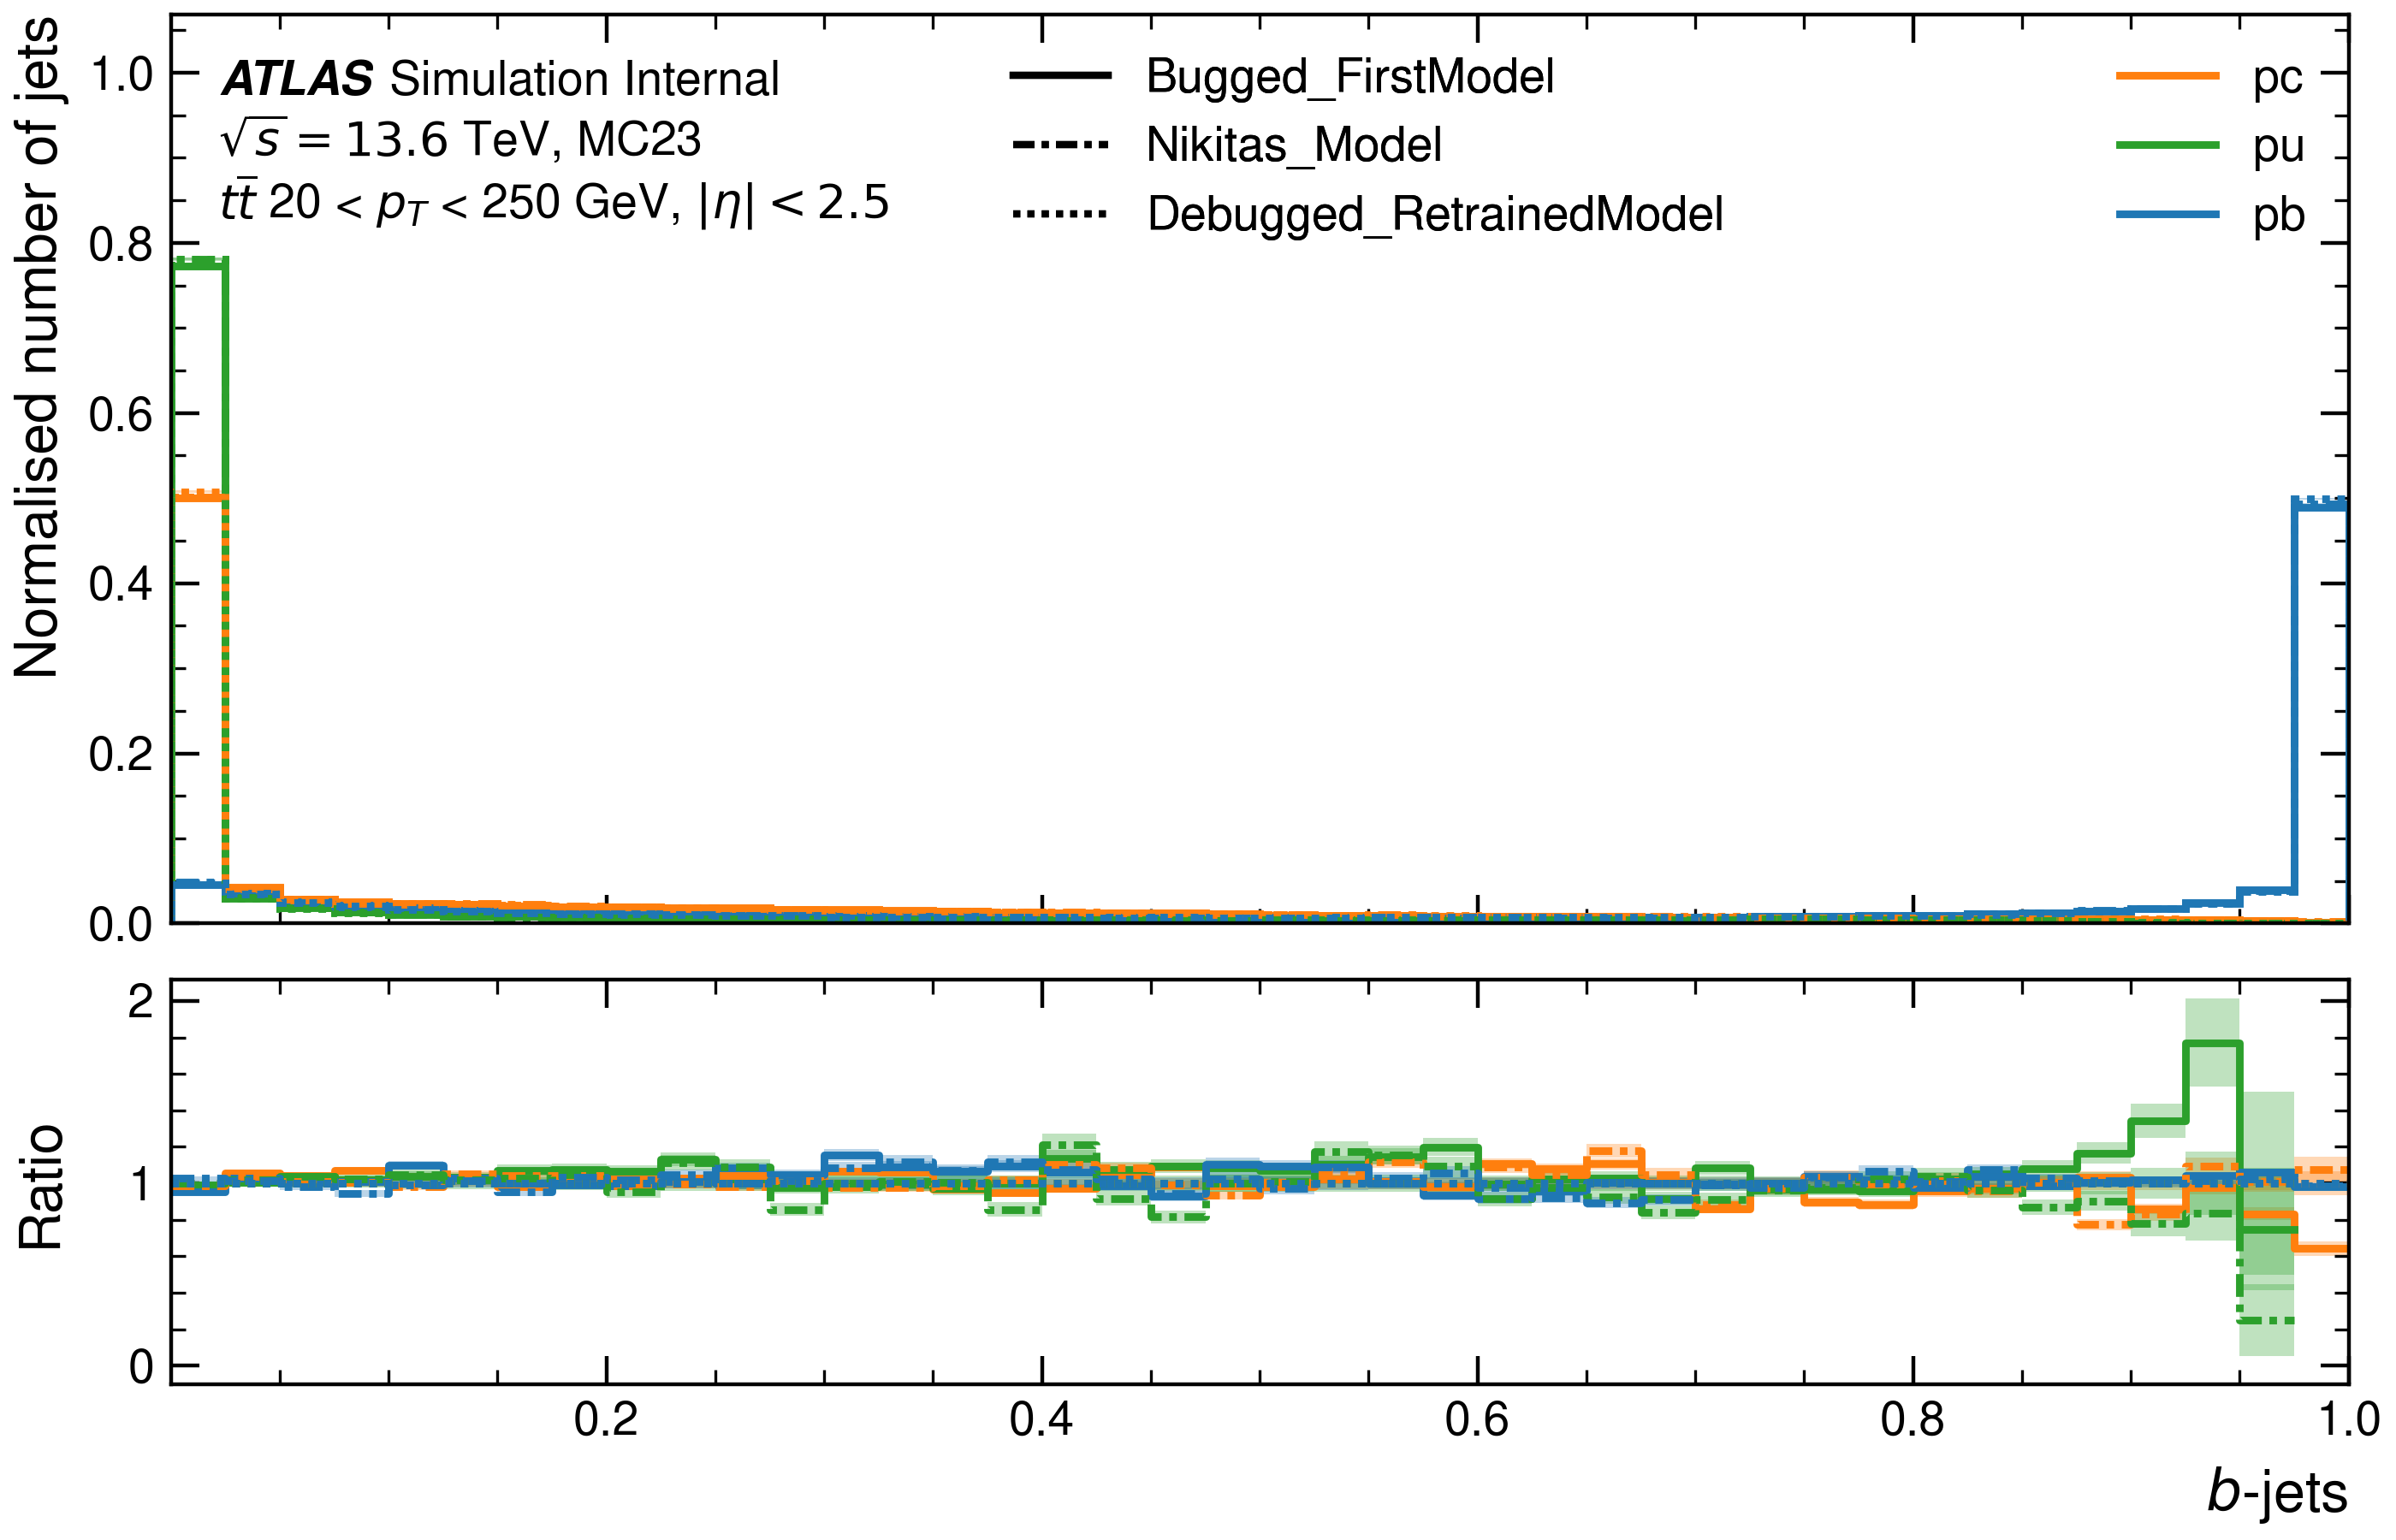 Normalised number of jets
1.0
0.8
0.6
0.4
0.2
0.0
ATLAS Simulation Internal
√s = 13.6 TeV, MC23
tt̄ 20 < pT < 250 GeV, |η| < 2.5
Bugged_FirstModel
Nikitas_Model
Debugged_RetrainedModel
pc
pu
pb
Ratio
2
1
0
0.2
0.4
0.6
0.8
1.0
b-jets